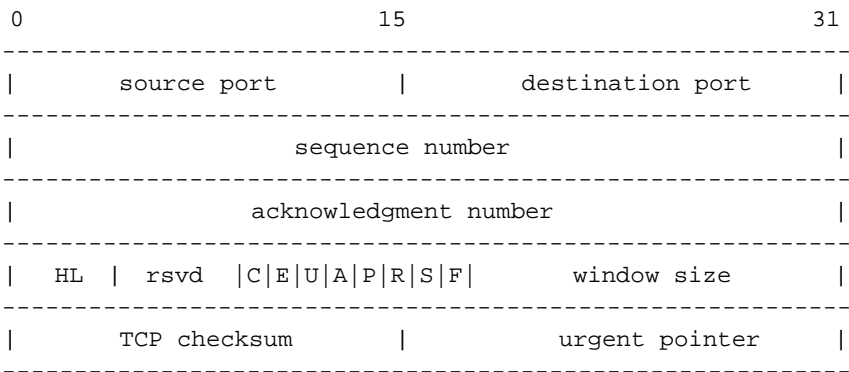 0 15 31
-----------------------------------------------------------
| source port | destination port |
-----------------------------------------------------------
| sequence number |
-----------------------------------------------------------
| acknowledgment number |
-----------------------------------------------------------
| HL | rsvd |C|E|U|A|P|R|S|F| window size |
-----------------------------------------------------------
| TCP checksum | urgent pointer |
-----------------------------------------------------------